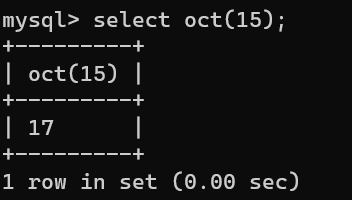 mysql> select oct(15);
+---------+
| oct(15) |
+---------+
| 17      |
+---------+
1 row in set (0.00 sec)